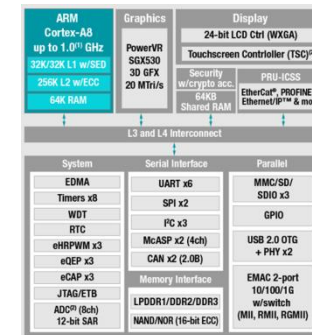 ARM
Cortex-A8
up to 1.0(1) GHz
32K/32K L1 w/SED
256K L2 w/ECC
64K RAM
Graphics
PowerVR
SGX530
3D GFX
20 MTri/s
Display
24-bit LCD Ctrl (WXGA)
Touchscreen Controller (TSC)
Security
w/crypto acc.
64KB
Shared RAM
PRU-ICSS
EtherCat®, PROFINE
Ethernet/IP™ & mo
L3 and L4 Interconnect
System
EDMA
Timers x8
WDT
RTC
eHRPWM x3
eQEP x3
eCAP x3
JTAG/ETB
ADC(2) (8ch)
12-bit SAR
Serial Interface
UART x6
SPI x2
I²C x3
McASP x2 (4ch)
CAN x2 (2.0B)
Memory Interface
LPDDR1/DDR2/DDR3
NAND/NOR (16-bit ECC)
Parallel
MMC/SD/
SDIO x3
GPIO
USB 2.0 OTG
+ PHY x2
EMAC 2-port
10/100/1G
w/switch
(MII, RMII, RGMII)